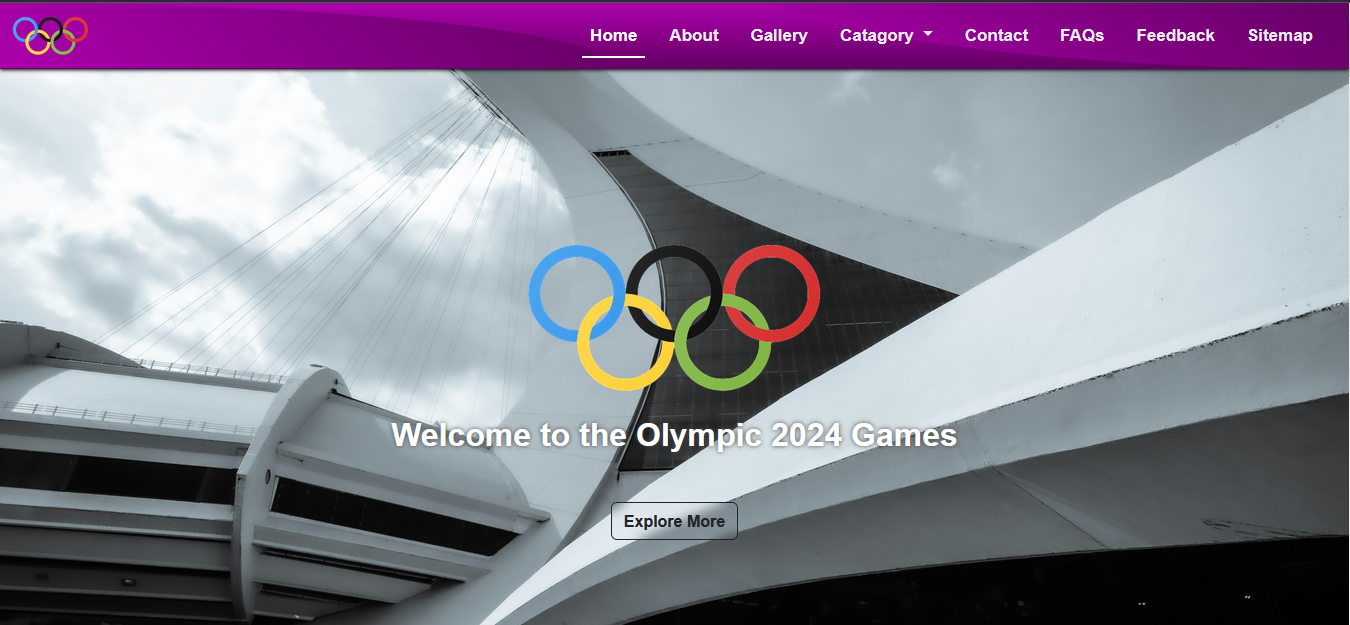 Home About Gallery Catagory Contact FAQs Feedback Sitemap
Welcome to the Olympic 2024 Games
Explore More